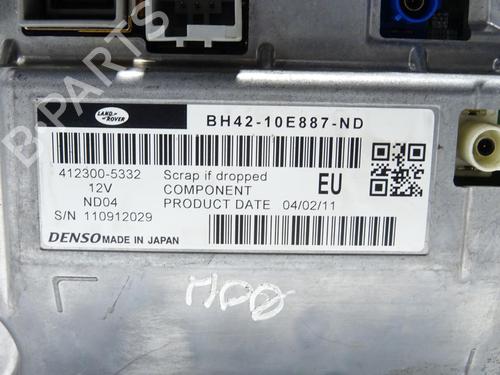 LAND ROVER
BH42-10E887-ND
412300-5332 Scrap if dropped
12V COMPONENT EU
ND04 PRODUCT DATE 04/02/11
S/N 110912029
DENSO MADE IN JAPAN